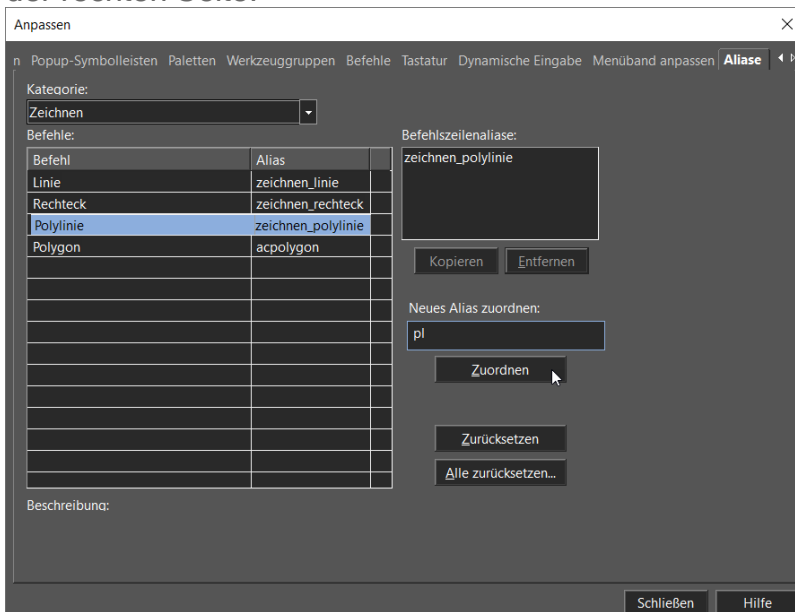 Anpassen
n Popup-Symbolleisten Paletten Werkzeuggruppen Befehle Tastatur Dynamische Eingabe Menüband anpassen Aliase
Kategorie:
Zeichnen
Befehle:
Befehl Alias
Linie zeichnen_linie
Rechteck zeichnen_rechteck
Polylinie zeichnen_polylinie
Polygon acpolygon
Befehlszeilenaliase:
zeichnen_polylinie
Kopieren Entfernen
Neues Alias zuordnen:
pl
Zuordnen
Zurücksetzen
Alle zurücksetzen...
Beschreibung:
Schließen Hilfe